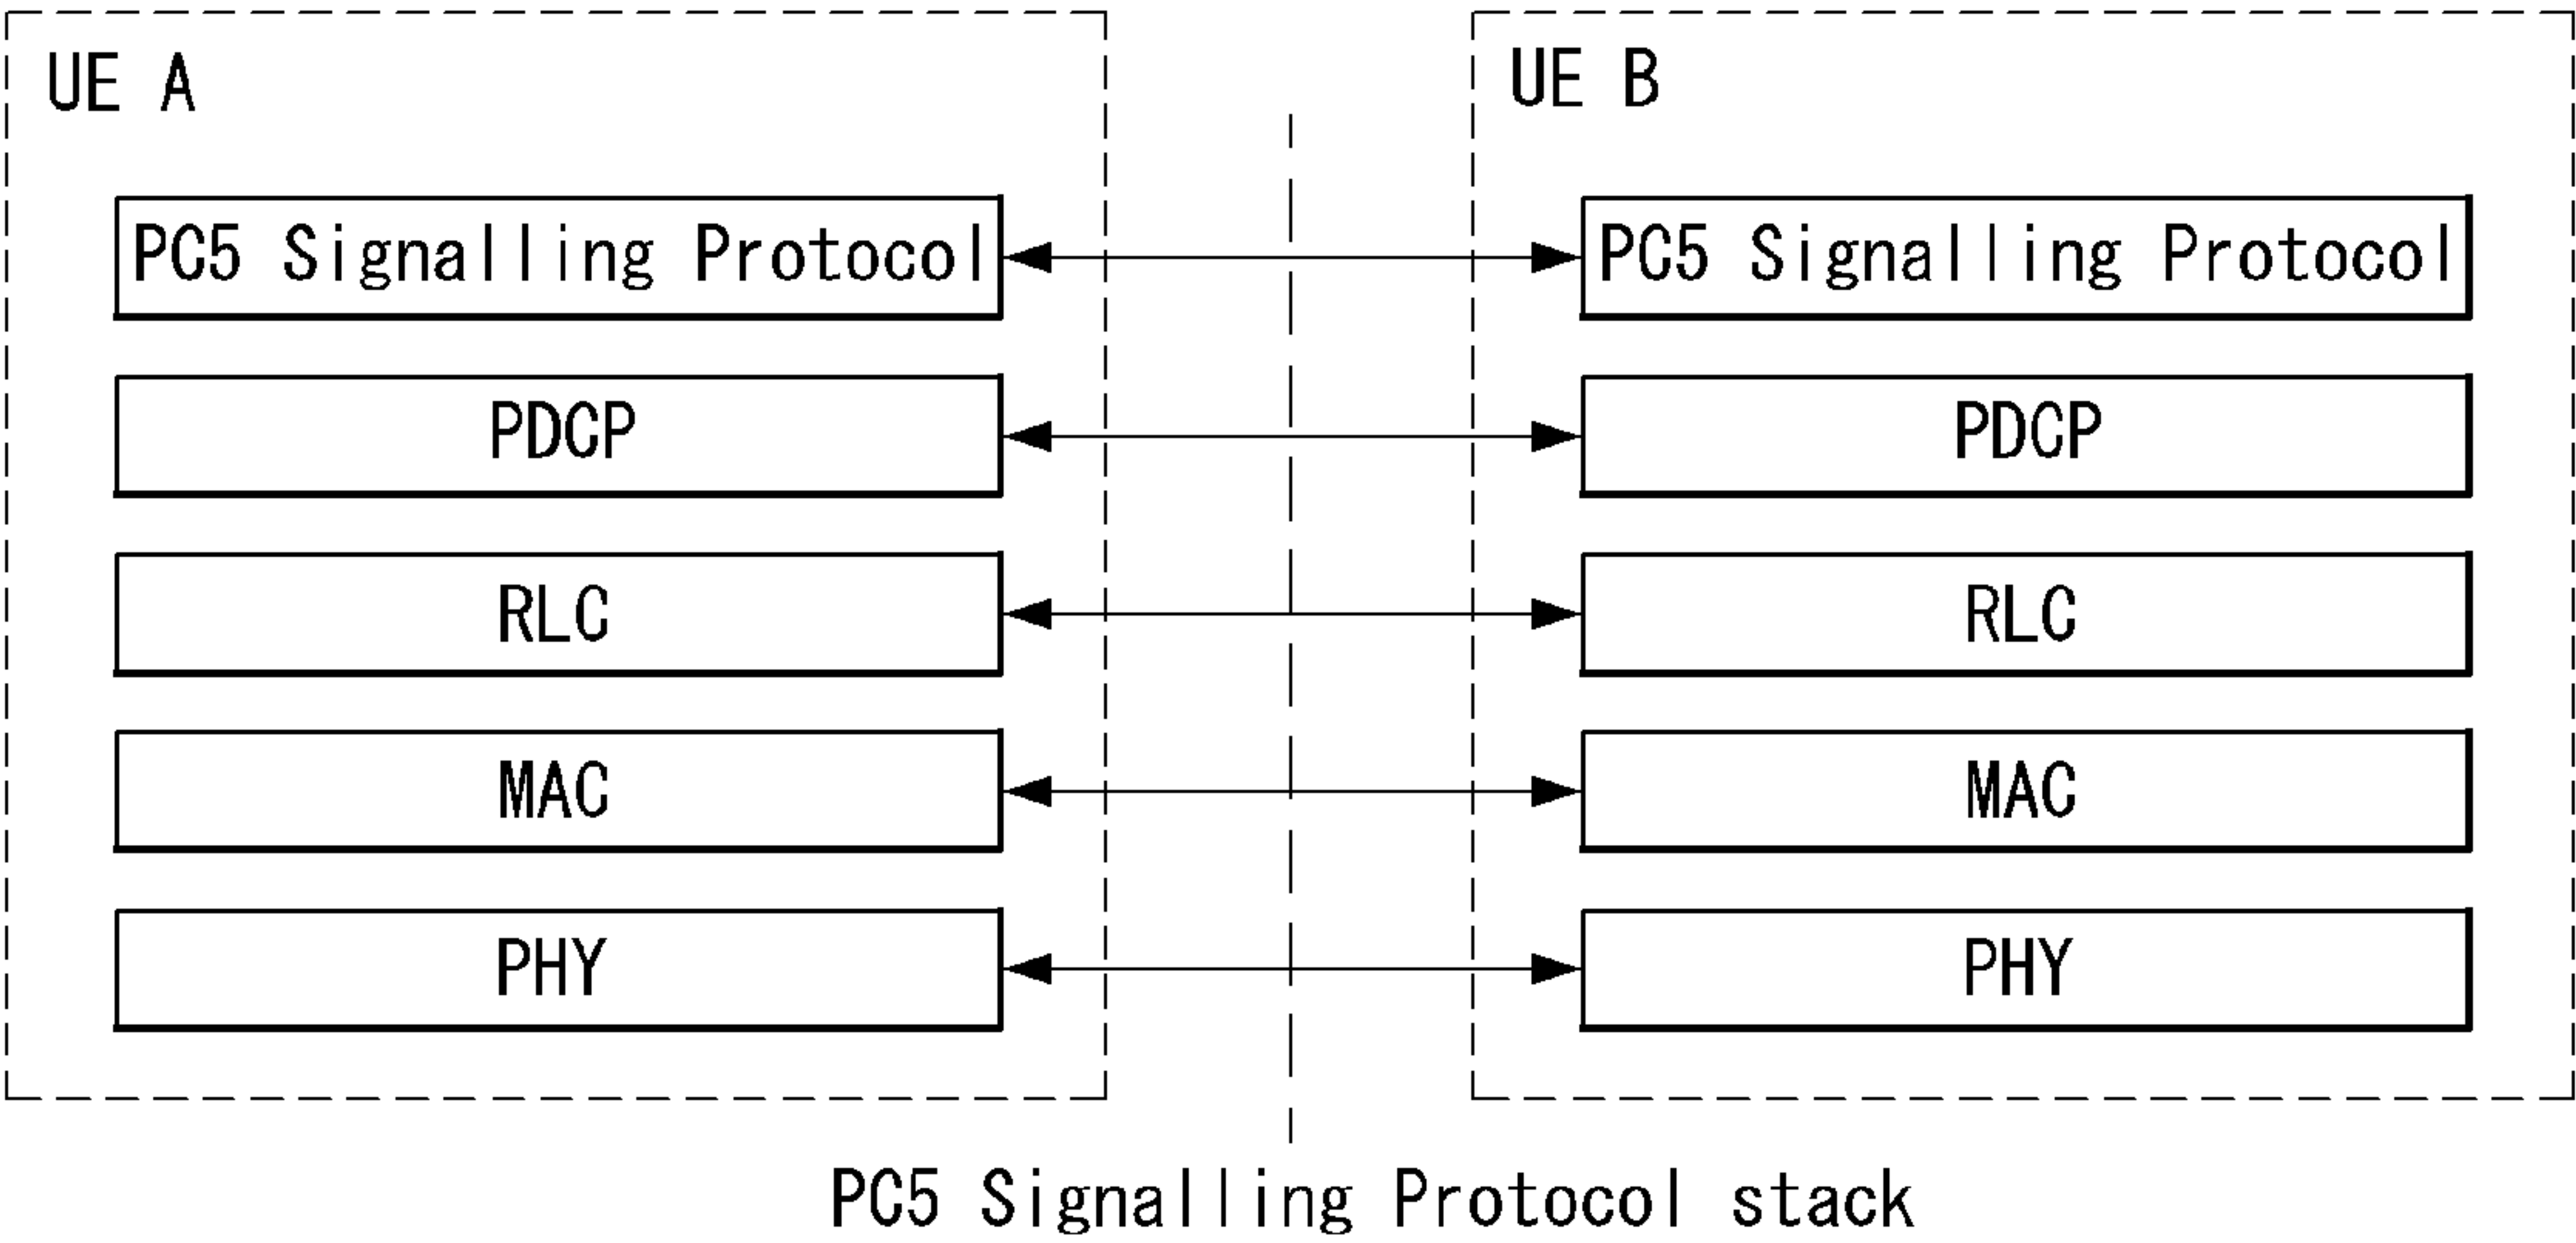 UE A
UE B
PC5 Signalling Protocol
PC5 Signalling Protocol
PDCP
PDCP
RLC
RLC
MAC
MAC
PHY
PHY
PC5 Signalling Protocol stack